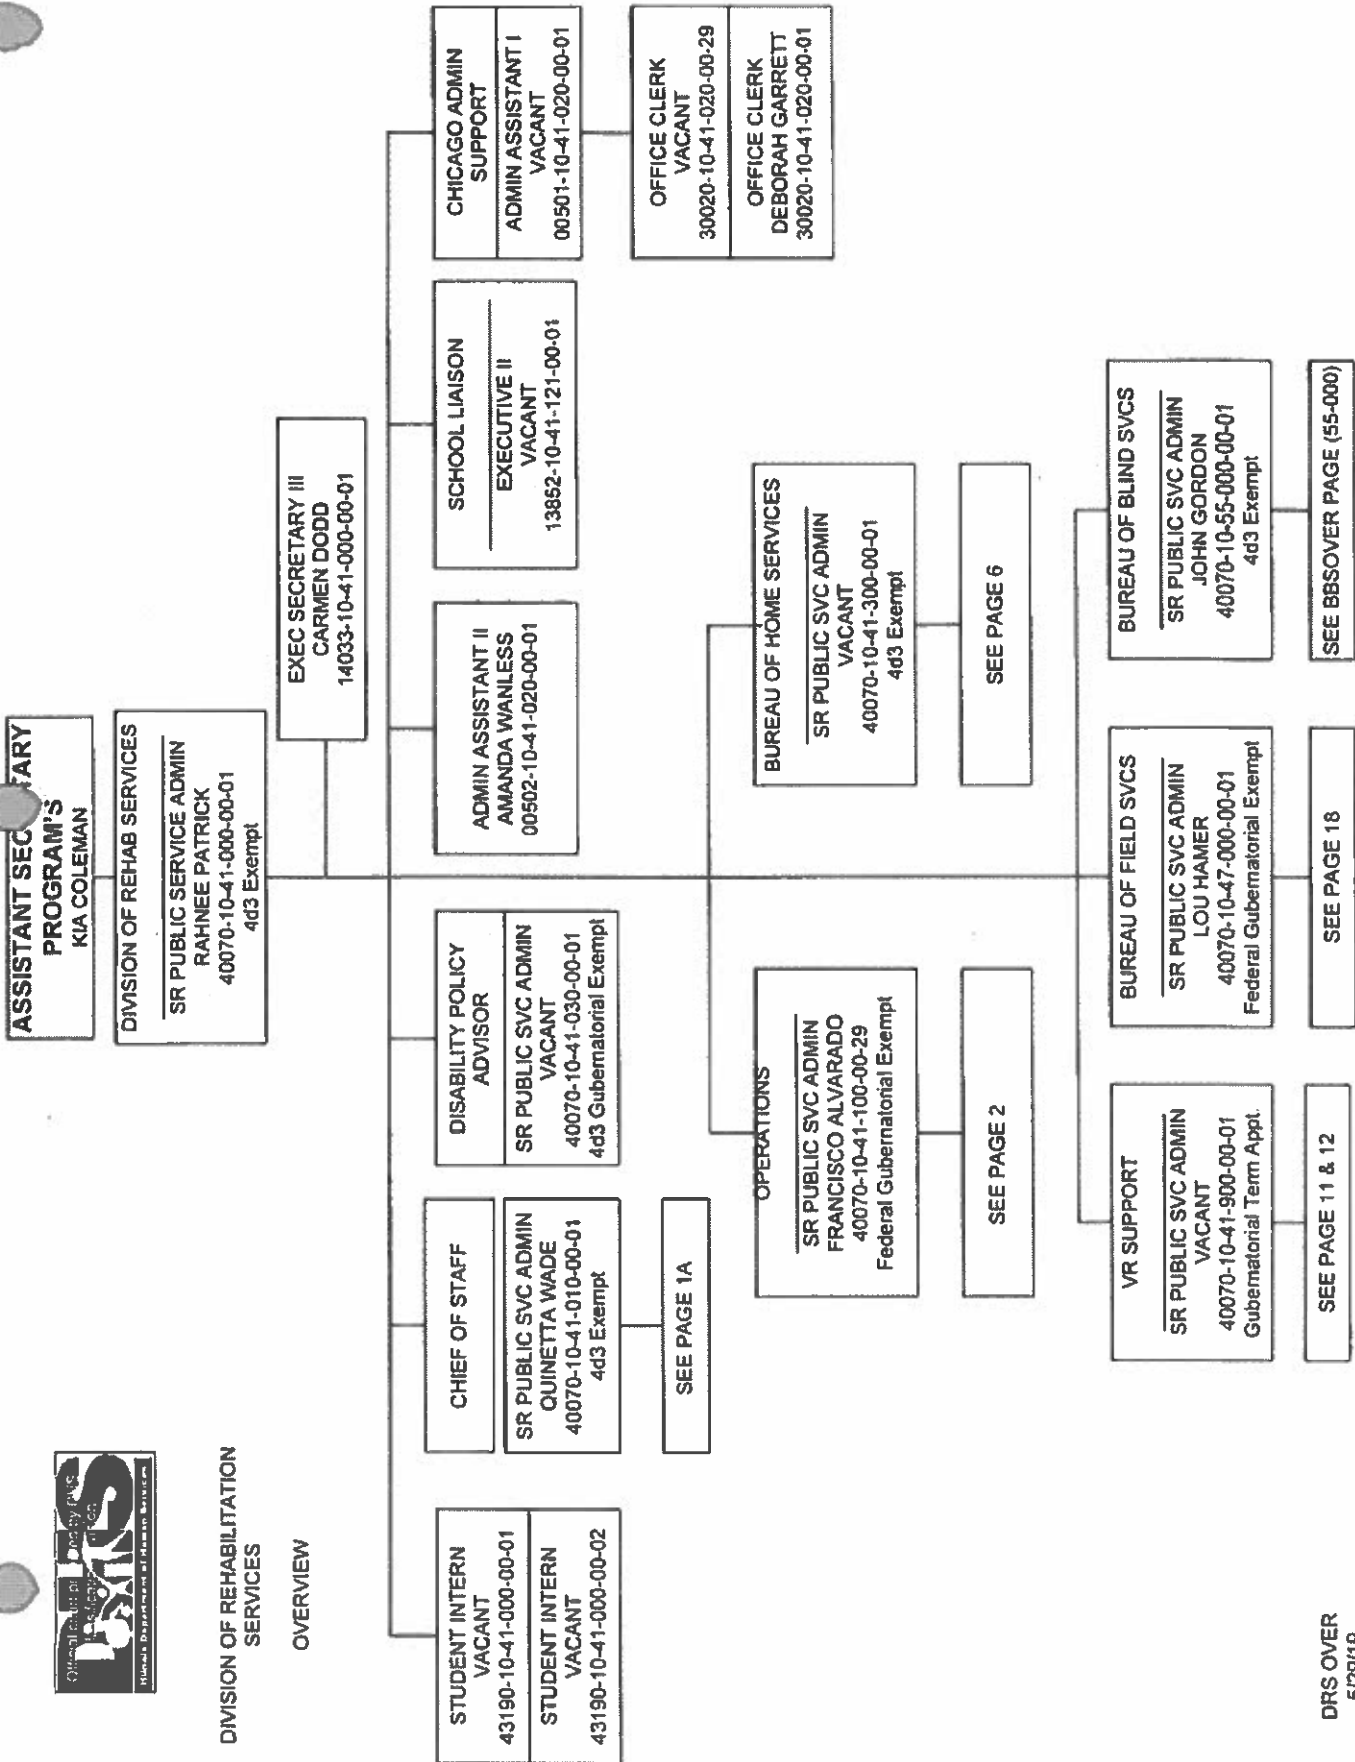 DIVISION OF REHABILITATION
SERVICES
OVERVIEW
PROGRAM'S
KIA COLEMAN
DIVISION OF REHAB SERVICES
SR PUBLIC SERVICE ADMIN
RAHNEE PATRICK
40070-10-41-000-00-01
4d3 Exempt
EXEC SECRETARY III
CARMEN DODD
14033-10-41-000-00-01
STUDENT INTERN
VACANT
43190-10-41-000-00-01
STUDENT INTERN
VACANT
43190-10-41-000-00-02
CHIEF OF STAFF
SR PUBLIC SVC ADMIN
QUINETTA WADE
40070-10-41-010-00-01
4d3 Exempt
SEE PAGE 1A
DISABILITY POLICY
ADVISOR
SR PUBLIC SVC ADMIN
VACANT
40070-10-41-030-00-01
4d3 Gubernatorial Exempt
ADMIN ASSISTANT II
AMANDA WANLESS
00502-10-41-020-00-01
SCHOOL LIAISON
EXECUTIVE II
VACANT
13852-10-41-121-00-01
CHICAGO ADMIN
SUPPORT
ADMIN ASSISTANT I
VACANT
00501-10-41-020-00-01
OFFICE CLERK
VACANT
30020-10-41-020-00-29
OFFICE CLERK
DEBORAH GARRETT
30020-10-41-020-00-01
OPERATIONS
SR PUBLIC SVC ADMIN
FRANCISCO ALVARADO
40070-10-41-100-00-29
Federal Gubernatorial Exempt
SEE PAGE 2
BUREAU OF HOME SERVICES
SR PUBLIC SVC ADMIN
VACANT
40070-10-41-300-00-01
4d3 Exempt
SEE PAGE 6
VR SUPPORT
SR PUBLIC SVC ADMIN
VACANT
40070-10-41-900-00-01
Gubernatorial Term Appt.
SEE PAGE 11 & 12
BUREAU OF FIELD SVCS
SR PUBLIC SVC ADMIN
LOU HAMER
40070-10-47-000-00-01
Federal Gubernatorial Exempt
SEE PAGE 18
BUREAU OF BLIND SVCS
SR PUBLIC SVC ADMIN
JOHN GORDON
40070-10-55-000-00-01
4d3 Exempt
SEE BBSOVER PAGE (55-000)
DRS OVER
ASSISTANT